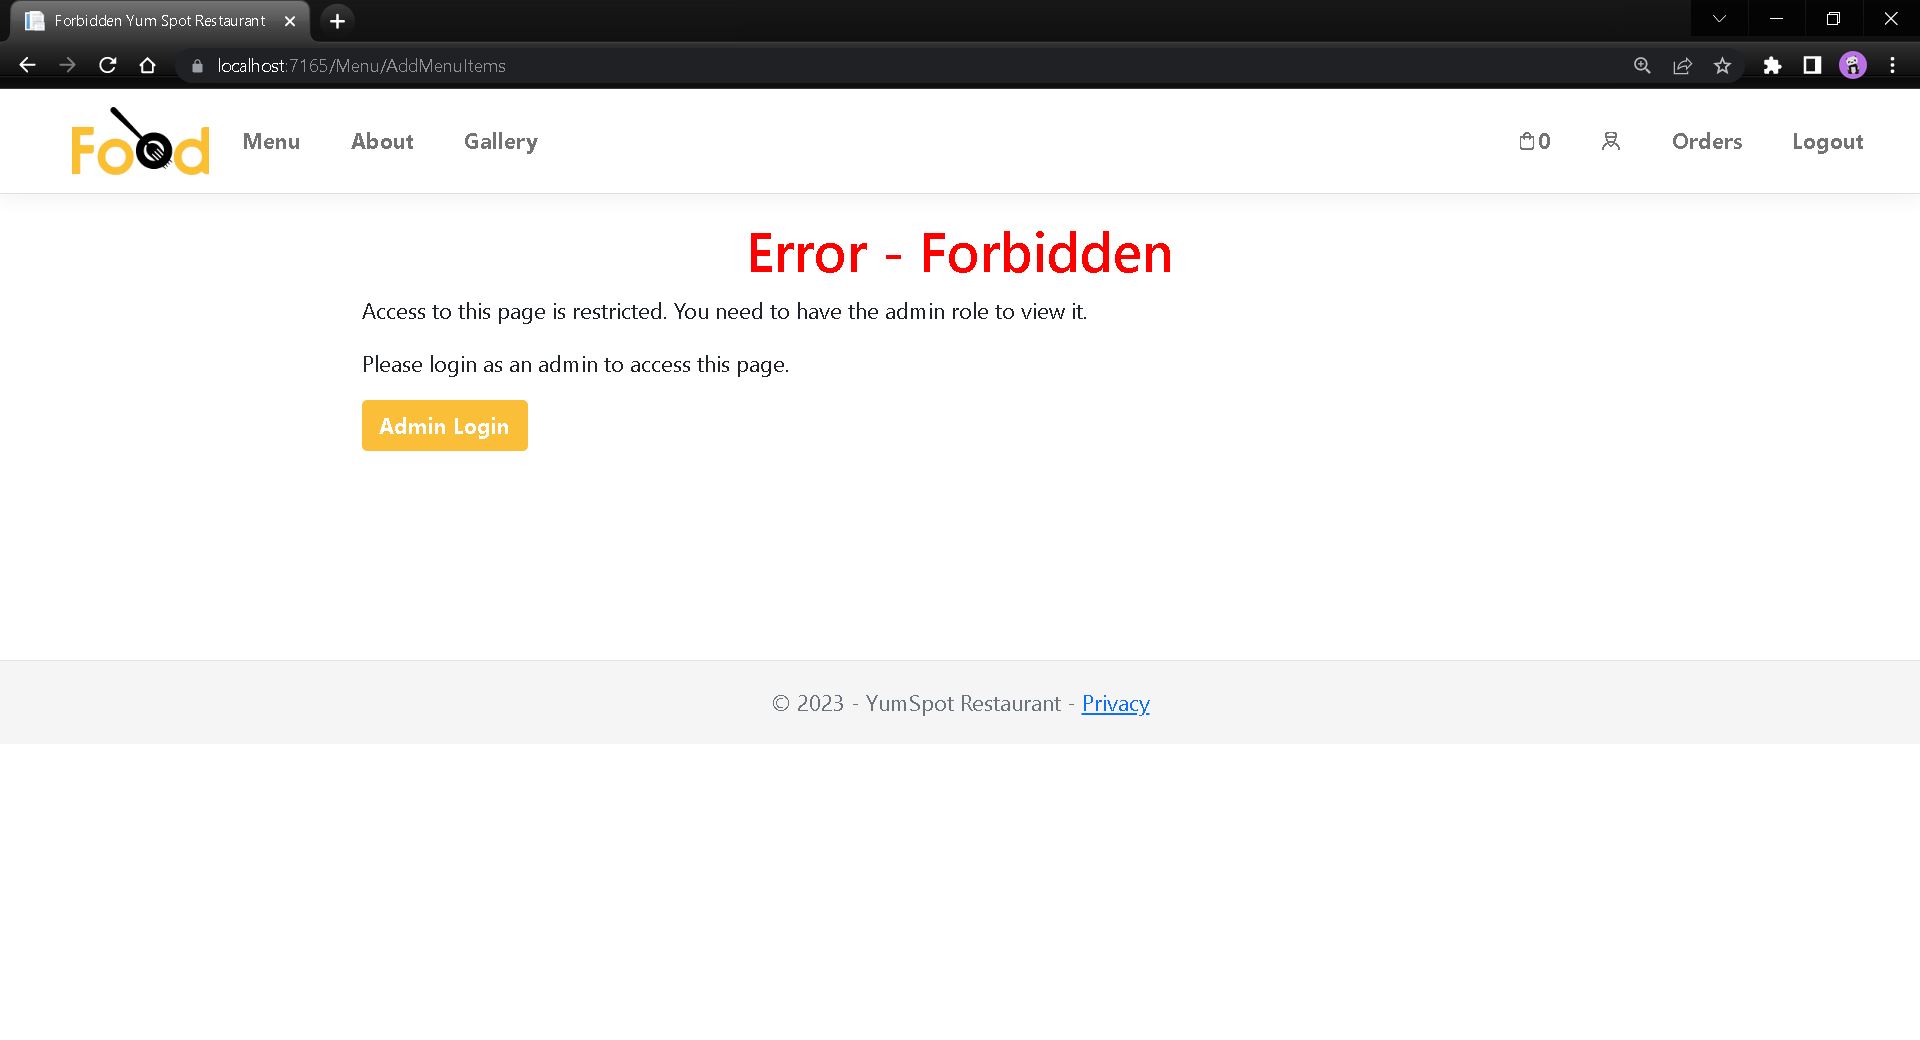 Forbidden Yum Spot Restaurant
localhost:7165/Menu/AddMenuItems
Food Menu About Gallery 0 Orders Logout
Error - Forbidden
Access to this page is restricted. You need to have the admin role to view it.
Please login as an admin to access this page.
Admin Login
© 2023 - YumSpot Restaurant - Privacy